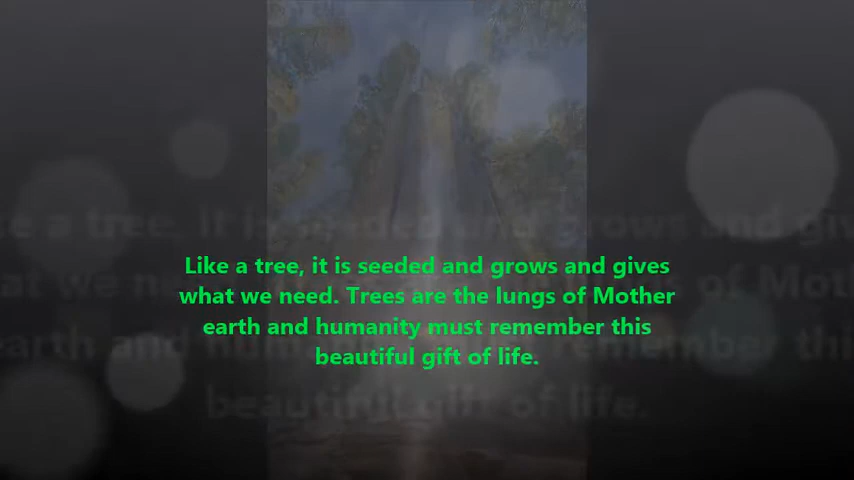 Like a tree, it is seeded and grows and gives
what we need. Trees are the lungs of Mother
earth and humanity must remember this
beautiful gift of life.